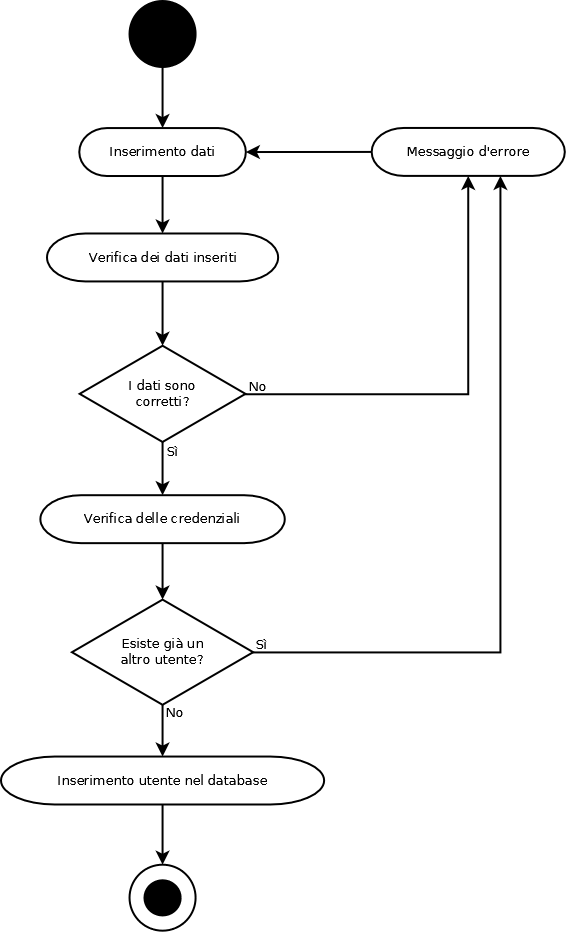 Inserimento dati
Messaggio d'errore
Verifica dei dati inseriti
I dati sono
corretti?
No
Sì
Verifica delle credenziali
Esiste già un
altro utente?
Sì
No
Inserimento utente nel database